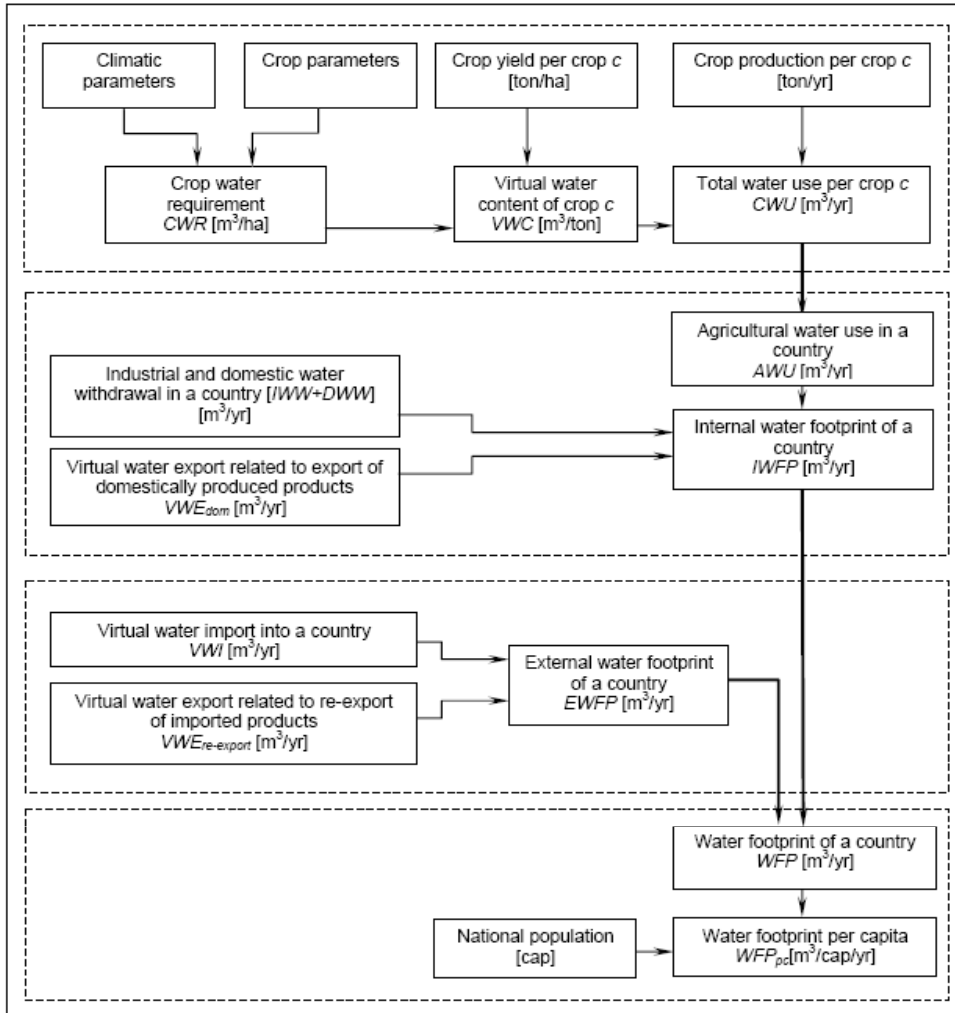 Climatic
parameters
Crop parameters
Crop yield per crop c
[ton/ha]
Crop production per crop c
[ton/yr]
Crop water
requirement
CWR [m³/ha]
Virtual water
content of crop c
VWC [m³/ton]
Total water use per crop c
CWU [m³/yr]
Agricultural water use in a
country
AWU [m³/yr]
Industrial and domestic water
withdrawal in a country [IWW+DWW]
[m³/yr]
Internal water footprint of a
country
IWFP [m³/yr]
Virtual water export related to export of
domestically produced products
VWEdom [m³/yr]
Virtual water import into a country
VWI [m³/yr]
External water footprint
of a country
EWFP [m³/yr]
Virtual water export related to re-export
of imported products
VWEre-export [m³/yr]
Water footprint of a country
WFP [m³/yr]
National population
[cap]
Water footprint per capita
WFPpc[m³/cap/yr]